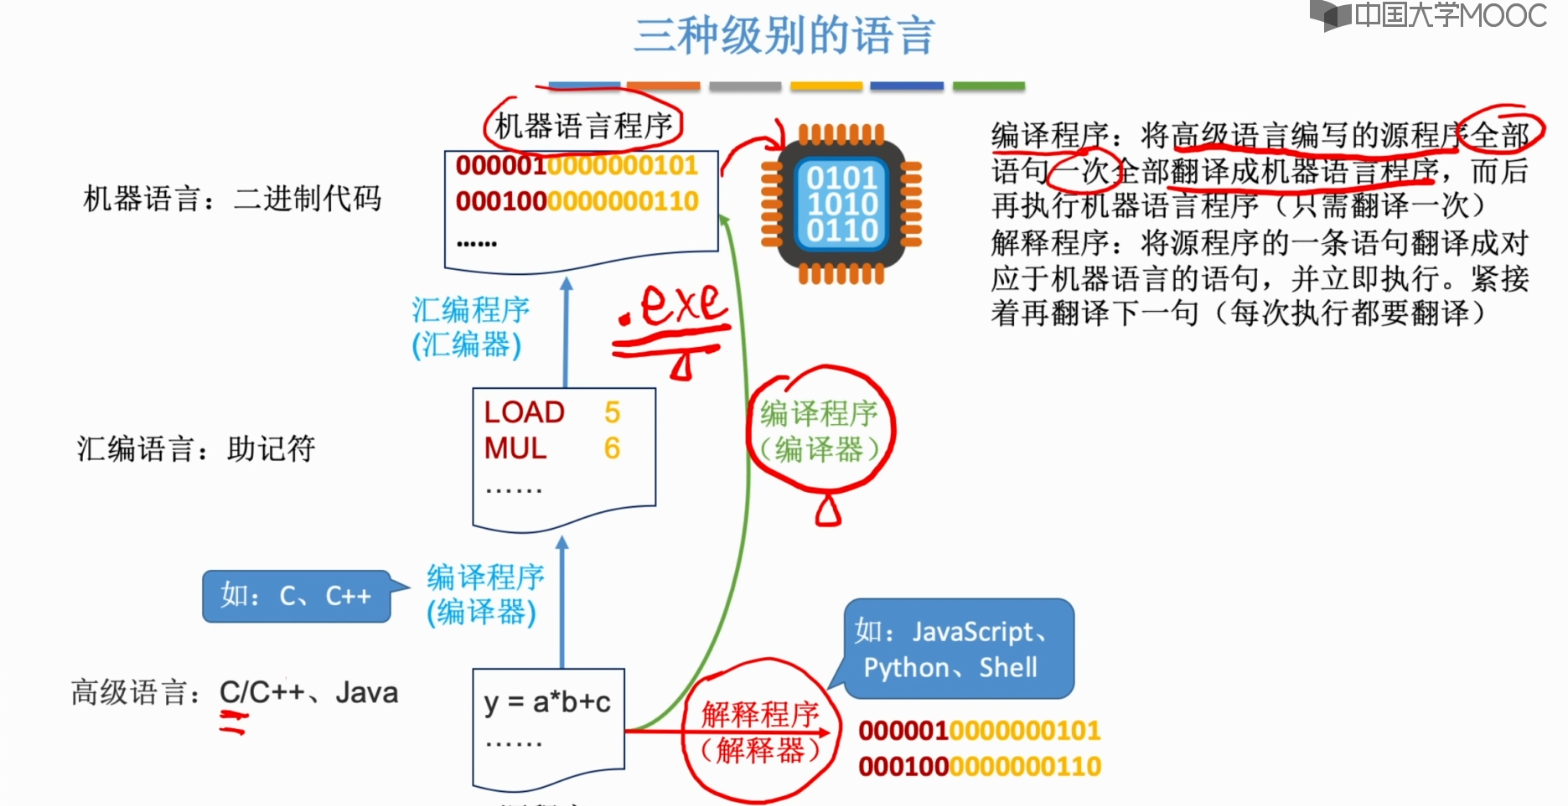 三种级别的语言
中国大学MOOC
机器语言程序
0000010000000101
0001000000000110
......
机器语言：二进制代码
0101
1010
0110
编译程序：将高级语言编写的源程序全部
语句一次全部翻译成机器语言程序，而后
再执行机器语言程序（只需翻译一次）
解释程序：将源程序的一条语句翻译成对
应于机器语言的语句，并立即执行。紧接
着再翻译下一句（每次执行都要翻译）
汇编程序
(汇编器)
.exe
LOAD 5
MUL 6
......
汇编语言：助记符
编译程序
（编译器）
如：C、C++
编译程序
(编译器)
如：JavaScript、
Python、Shell
高级语言：C/C++、Java
y = a*b+c
......
解释程序
（解释器）
0000010000000101
0001000000000110